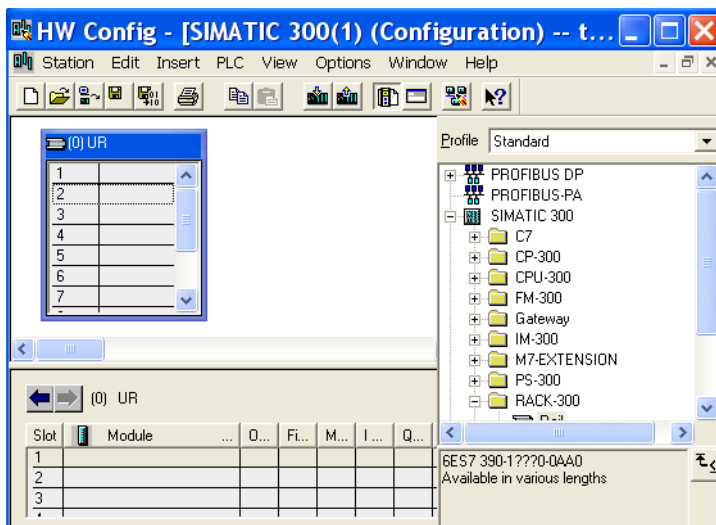 HW Config - [SIMATIC 300(1) (Configuration) -- t...
Station Edit Insert PLC View Options Window Help
(0) UR
1
2
3
4
5
6
7
Profile Standard
PROFIBUS DP
PROFIBUS-PA
SIMATIC 300
C7
CP-300
CPU-300
FM-300
Gateway
IM-300
M7-EXTENSION
PS-300
RACK-300
(0) UR
Slot Module ... O... Fi... M... I ... Q...
1
2
3
6ES7 390-1???0-0AA0
Available in various lengths